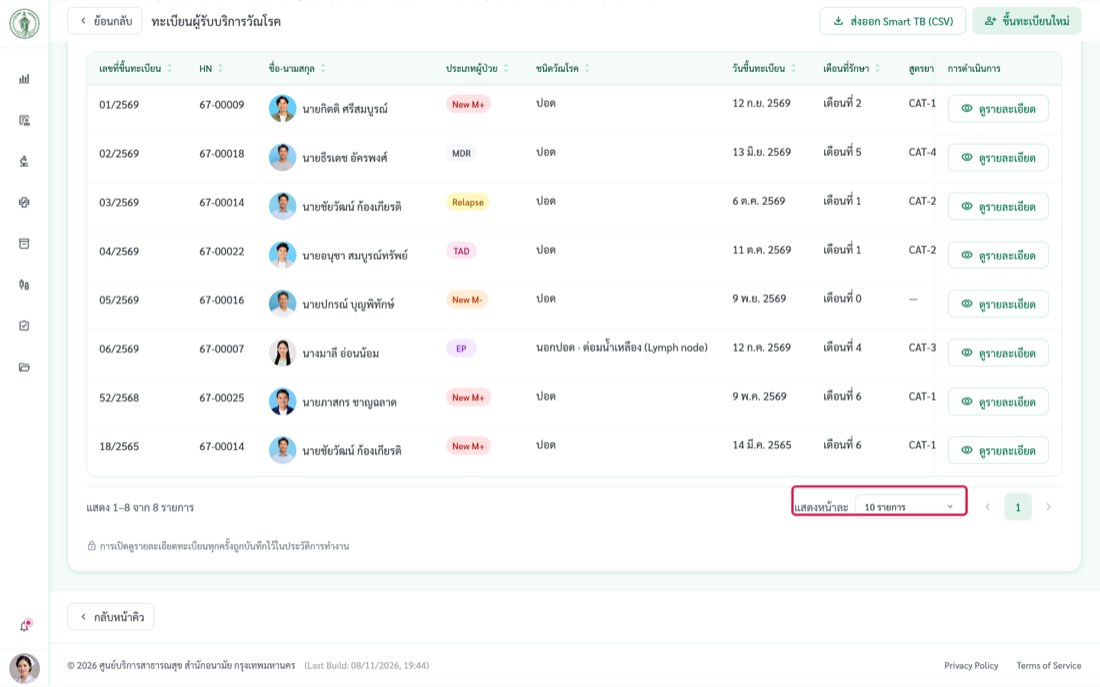 ย้อนกลับ ทะเบียนผู้รับบริการวัณโรค ส่งออก Smart TB (CSV) ขึ้นทะเบียนใหม่
เลขที่ขึ้นทะเบียน HN ชื่อ-นามสกุล ประเภทผู้ป่วย ชนิดวัณโรค วันขึ้นทะเบียน เดือนที่รักษา สูตรยา การดำเนินการ
01/2569 67-00009 นายกิตติ ศรีสมบูรณ์ New M+ ปอด 12 ก.ย. 2569 เดือนที่ 2 CAT-1 ดูรายละเอียด
02/2569 67-00018 นายธีรเดช อัครพงศ์ MDR ปอด 13 มิ.ย. 2569 เดือนที่ 5 CAT-4 ดูรายละเอียด
03/2569 67-00014 นายชัยวัฒน์ ก้องเกียรติ Relapse ปอด 6 ต.ค. 2569 เดือนที่ 1 CAT-2 ดูรายละเอียด
04/2569 67-00022 นายอนุชา สมบูรณ์ทรัพย์ TAD ปอด 11 ต.ค. 2569 เดือนที่ 1 CAT-2 ดูรายละเอียด
05/2569 67-00016 นายปกรณ์ บุญพิทักษ์ New M- ปอด 9 พ.ย. 2569 เดือนที่ 0 — ดูรายละเอียด
06/2569 67-00007 นางมาลี อ่อนน้อม EP นอกปอด · ต่อมน้ำเหลือง (Lymph node) 12 ก.ค. 2569 เดือนที่ 4 CAT-3 ดูรายละเอียด
52/2568 67-00025 นายภาสกร ชาญฉลาด New M+ ปอด 9 พ.ค. 2569 เดือนที่ 6 CAT-1 ดูรายละเอียด
18/2565 67-00014 นายชัยวัฒน์ ก้องเกียรติ New M+ ปอด 14 มี.ค. 2565 เดือนที่ 6 CAT-1 ดูรายละเอียด
แสดง 1–8 จาก 8 รายการ แสดงหน้าละ 10 รายการ 1
การเปิดดูรายละเอียดทะเบียนทุกครั้งถูกบันทึกไว้ในประวัติการทำงาน
กลับหน้าคิว
© 2026 ศูนย์บริการสาธารณสุข สำนักอนามัย กรุงเทพมหานคร (Last Build: 08/11/2026, 19:44) Privacy Policy Terms of Service